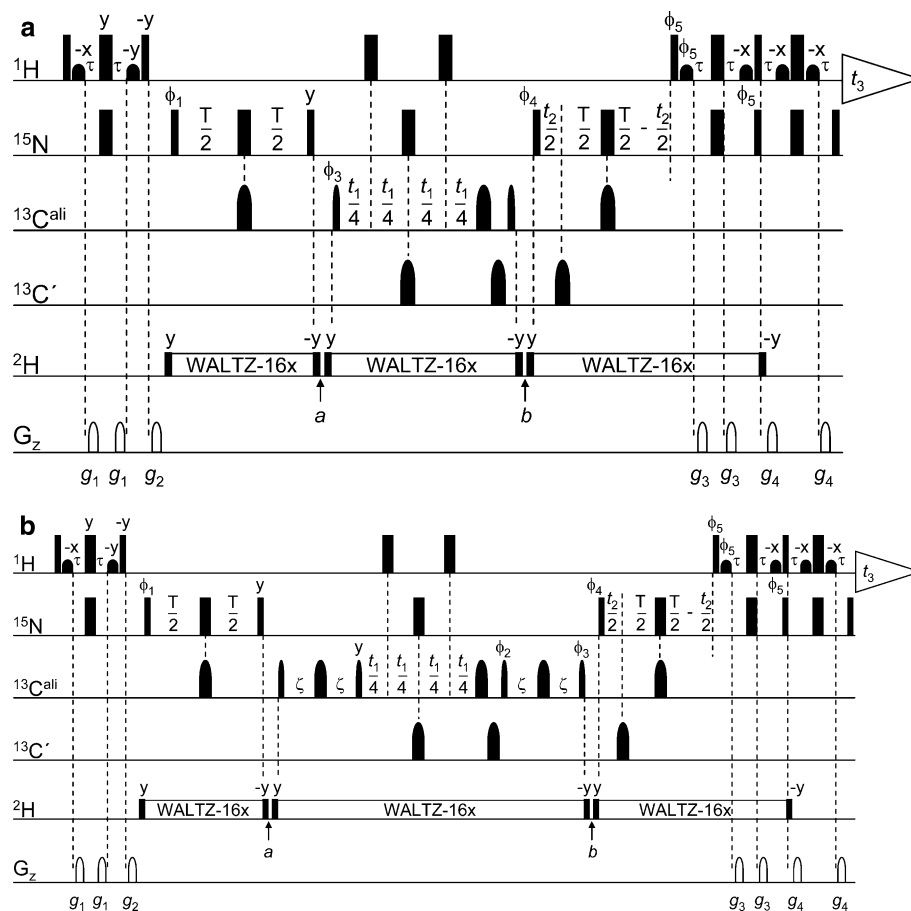 a
y -y ϕ5
-x τ τ -y ϕ5 τ -x τ -x τ -x τ
1H t3
ϕ1 T/2 T/2 y ϕ4 t2/2 T/2 T/2 - t2/2 ϕ5
15N
ϕ3 t1/4 t1/4 t1/4 t1/4
13Cali
13C′
y -y y -y y -y
2H WALTZ-16x WALTZ-16x WALTZ-16x
a b
Gz
g1 g1 g2 g3 g3 g4 g4
b
y -y ϕ5
-x τ τ -y ϕ5 τ τ -x τ -x -x τ
1H t3
ϕ1 T/2 T/2 y ϕ4 t2/2 T/2 T/2 - t2/2 ϕ5
15N
ζ ζ y t1/4 t1/4 t1/4 t1/4 ϕ2 ζ ζ ϕ3
13Cali
13C′
y -y y -y y -y
2H WALTZ-16x WALTZ-16x WALTZ-16x
a b
Gz
g1 g1 g2 g3 g3 g4 g4